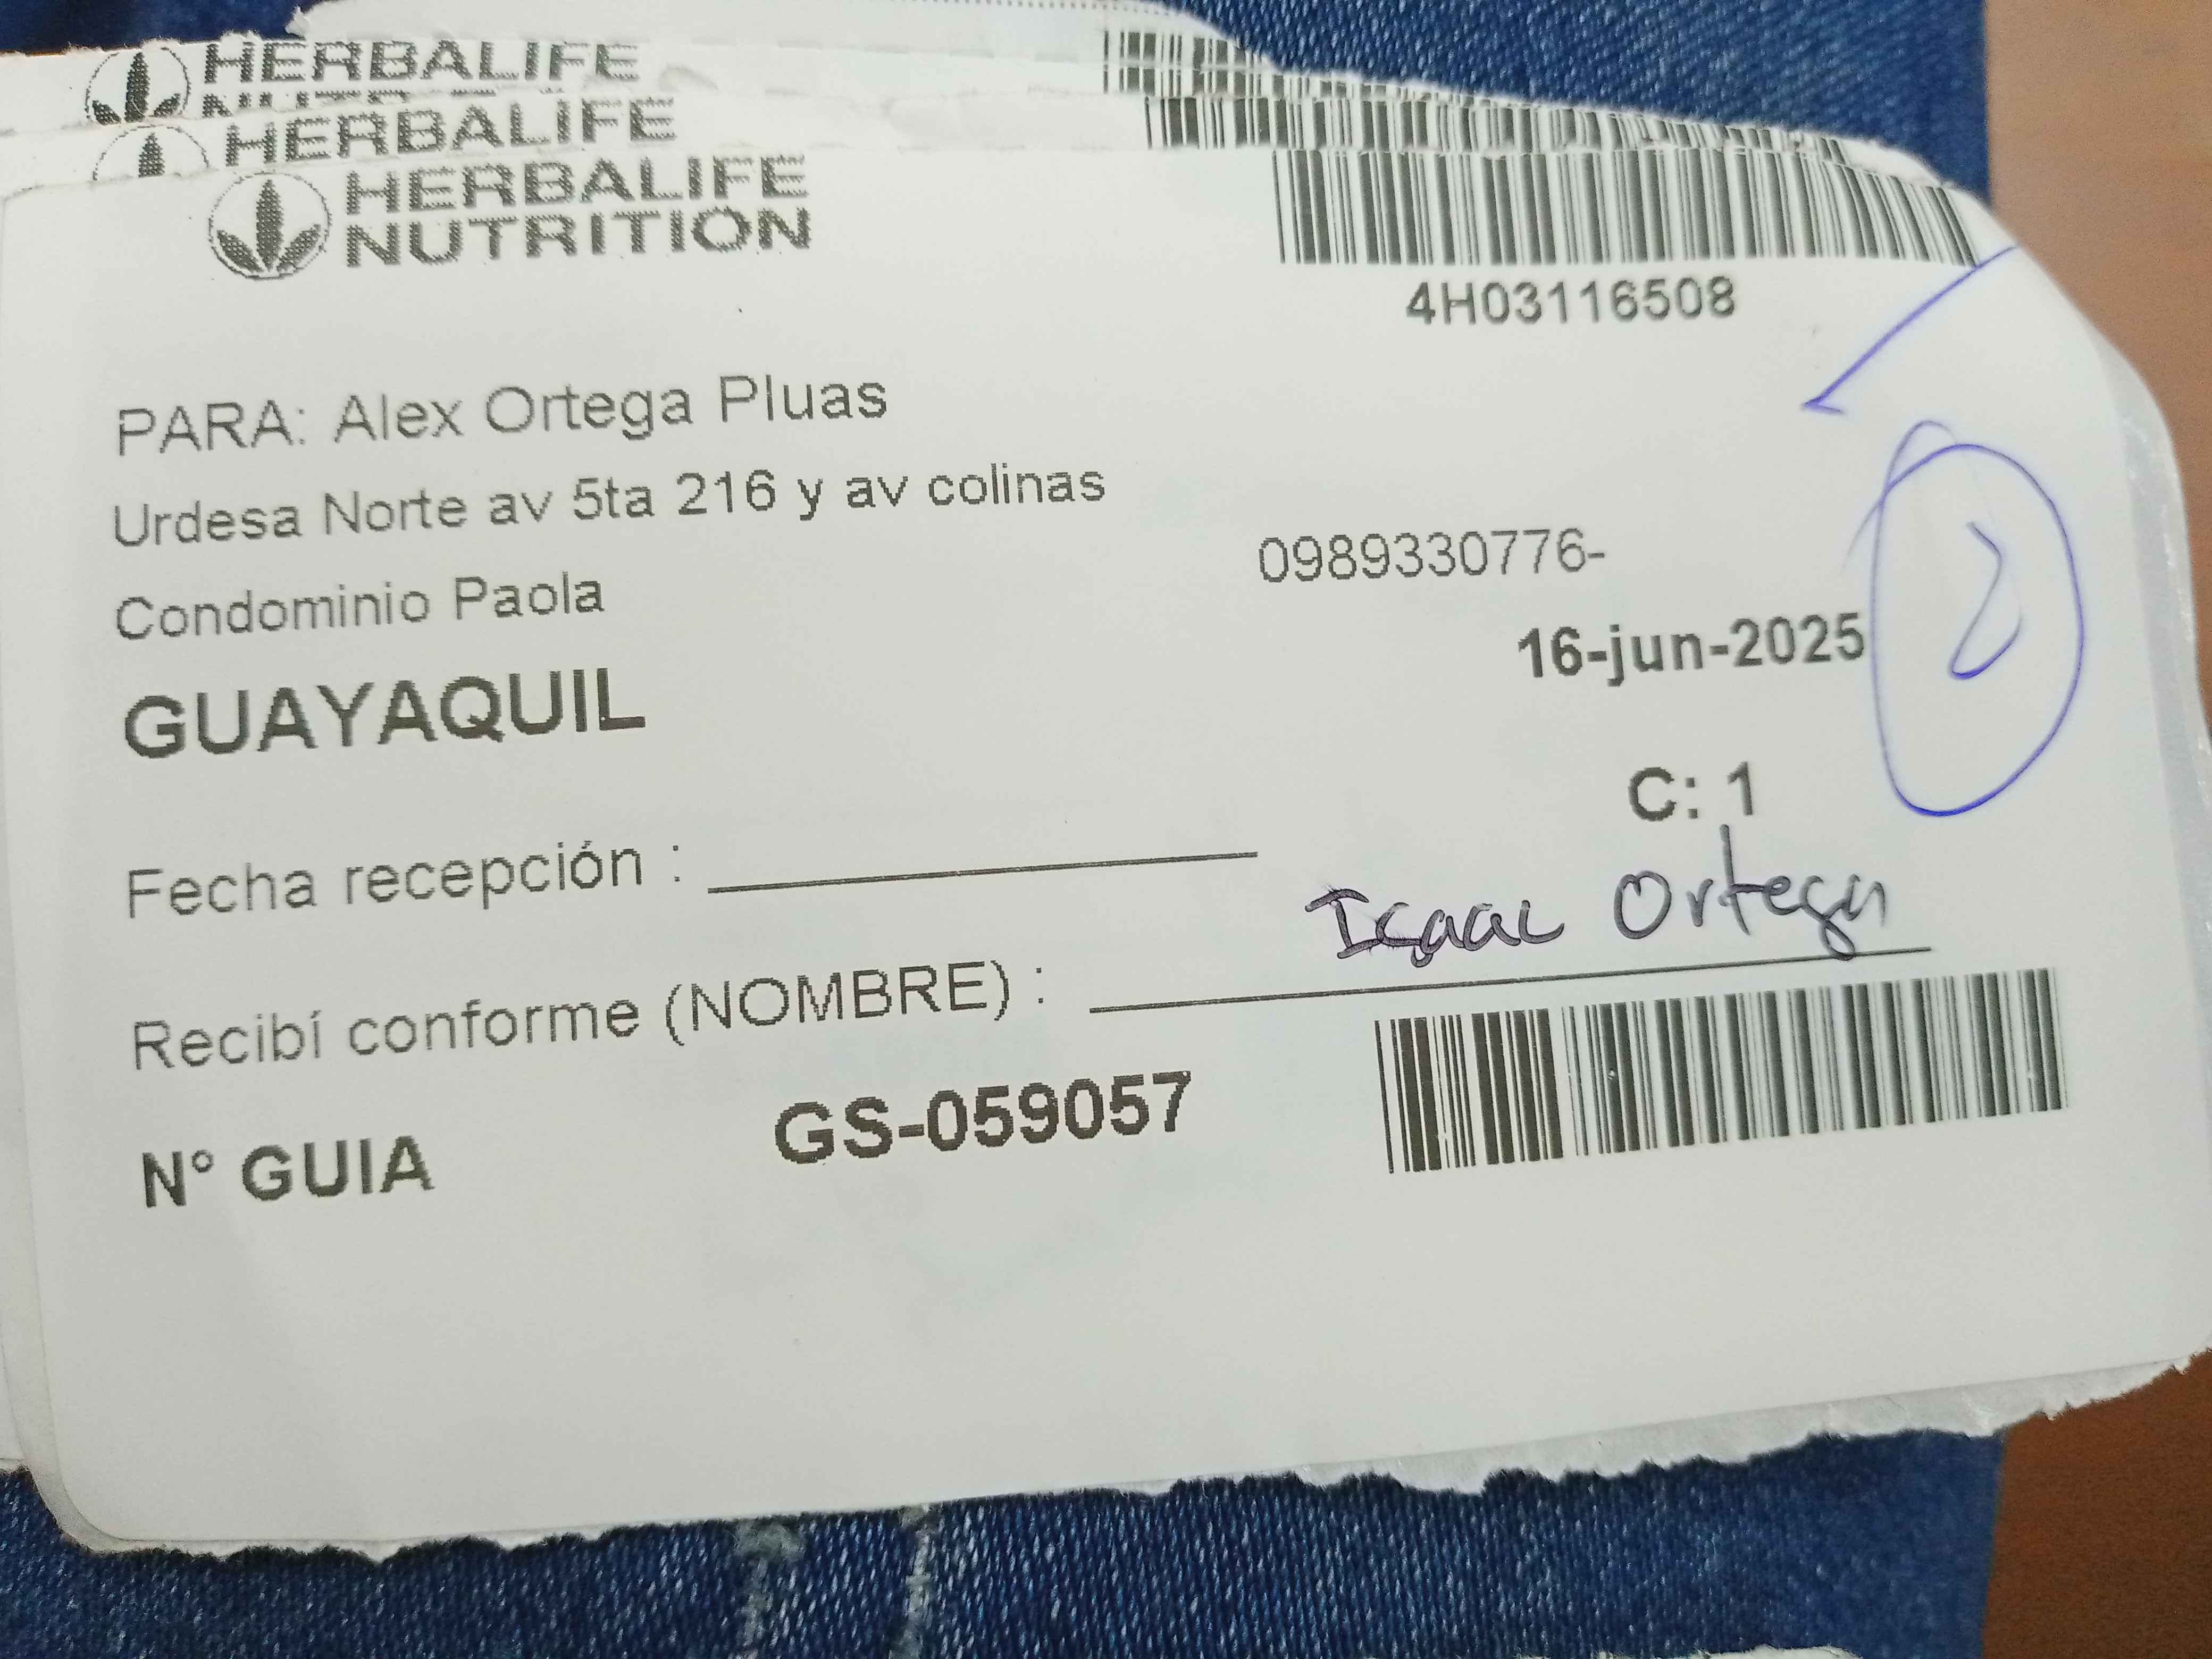 HERBALIFE
HERBALIFE
HERBALIFE
NUTRITION
4H03116508
PARA: Alex Ortega Pluas
Urdesa Norte av 5ta 216 y av colinas
0989330776-
Condominio Paola
16-jun-2025
2
GUAYAQUIL
C: 1
Fecha recepción :
Recibí conforme (NOMBRE) : Isaac Ortega
N° GUIA GS-059057